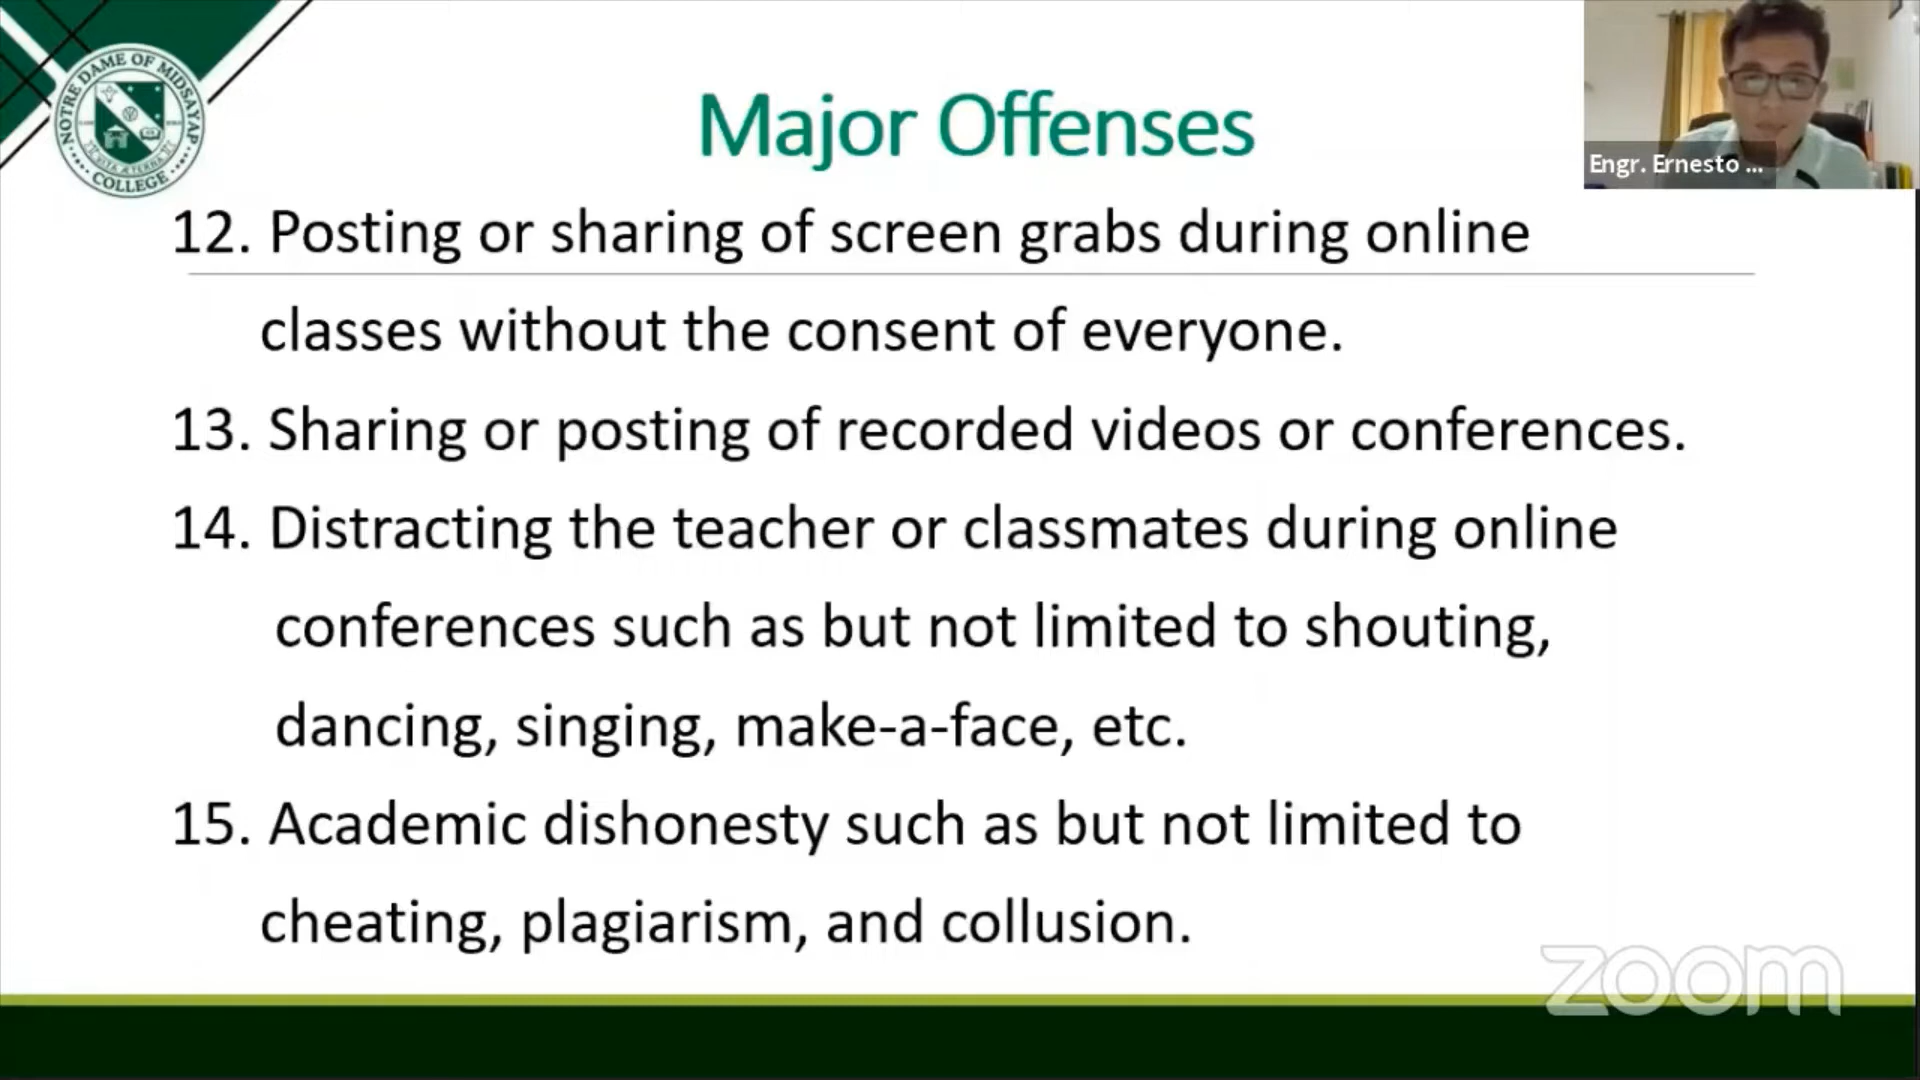 NOTRE DAME OF MIDSAYAP
COLLEGE
Major Offenses
Engr. Ernesto ...
12. Posting or sharing of screen grabs during online
classes without the consent of everyone.
13. Sharing or posting of recorded videos or conferences.
14. Distracting the teacher or classmates during online
conferences such as but not limited to shouting,
dancing, singing, make-a-face, etc.
15. Academic dishonesty such as but not limited to
cheating, plagiarism, and collusion.
zoom